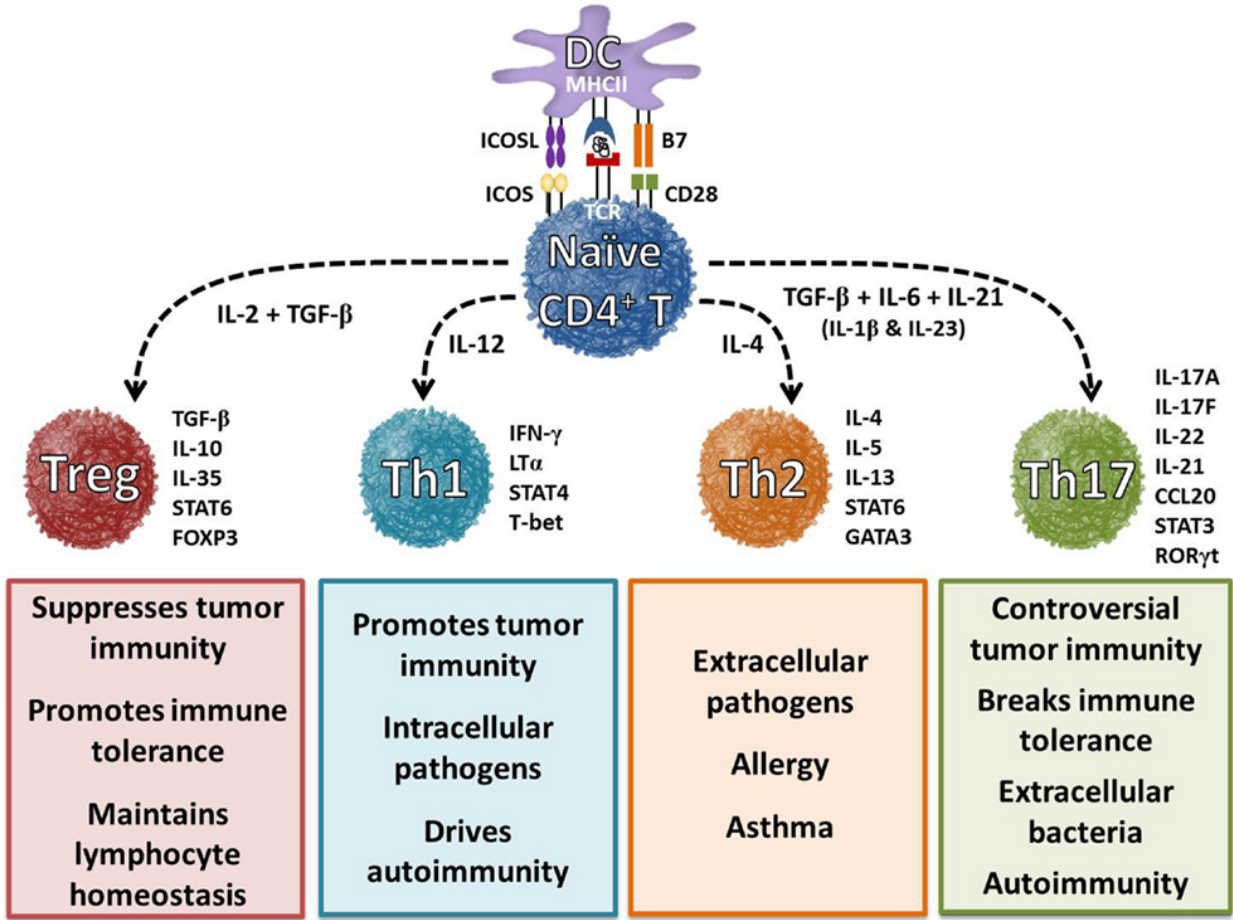 DC
MHCII
ICOSL
B7
ICOS
CD28
TCR
Naïve
CD4⁺ T
IL-2 + TGF-β
IL-12
IL-4
TGF-β + IL-6 + IL-21
(IL-1β & IL-23)
Treg
TGF-β
IL-10
IL-35
STAT6
FOXP3
Th1
IFN-γ
LTα
STAT4
T-bet
Th2
IL-4
IL-5
IL-13
STAT6
GATA3
Th17
IL-17A
IL-17F
IL-22
IL-21
CCL20
STAT3
RORγt
Suppresses tumor
immunity
Promotes immune
tolerance
Maintains
lymphocyte
homeostasis
Promotes tumor
immunity
Intracellular
pathogens
Drives
autoimmunity
Extracellular
pathogens
Allergy
Asthma
Controversial
tumor immunity
Breaks immune
tolerance
Extracellular
bacteria
Autoimmunity